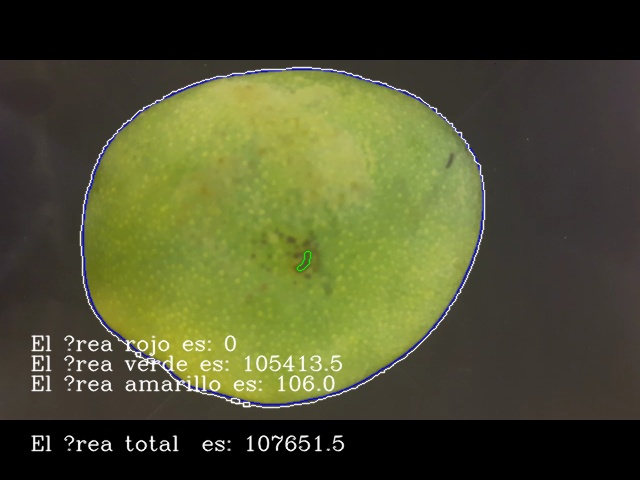 El ?rea rojo es: 0
El ?rea verde es: 105413.5
El ?rea amarillo es: 106.0
El ?rea total es: 107651.5